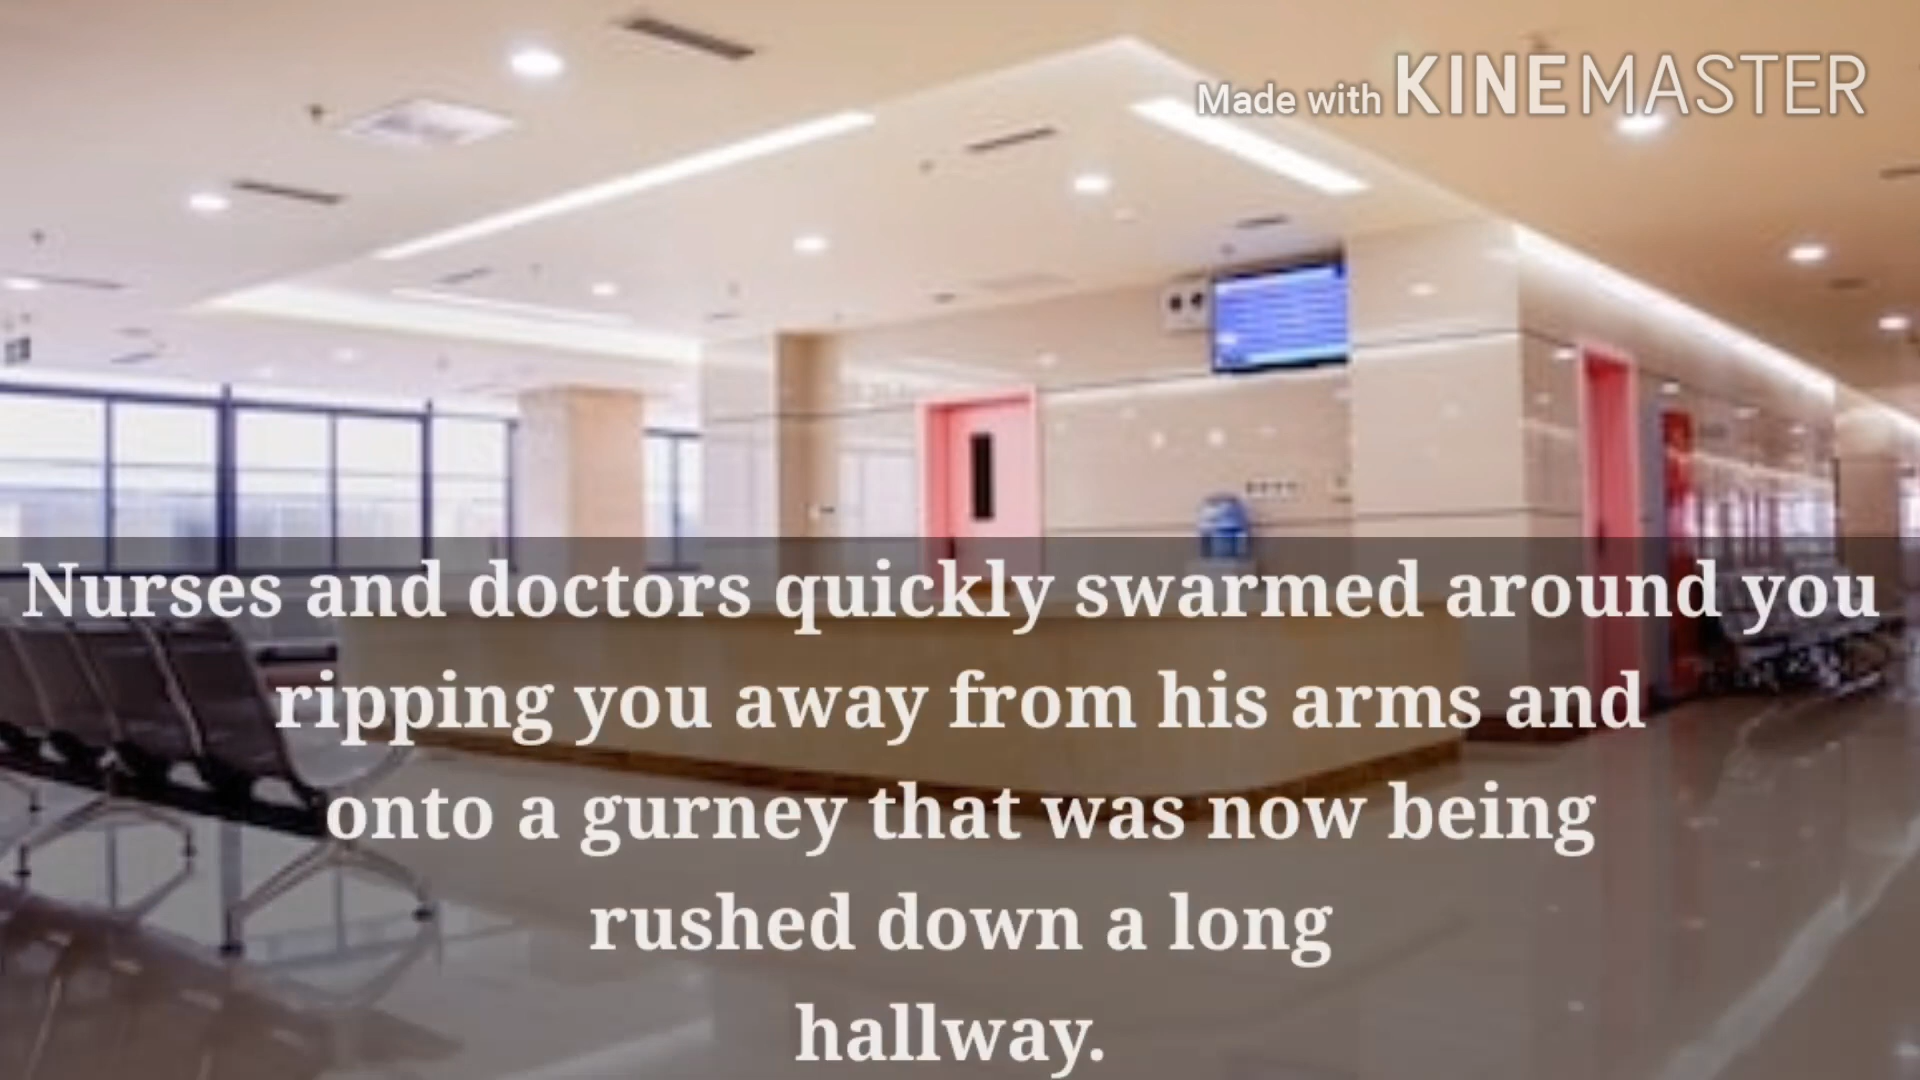 Made with KINEMASTER
Nurses and doctors quickly swarmed around you
ripping you away from his arms and
onto a gurney that was now being
rushed down a long
hallway.